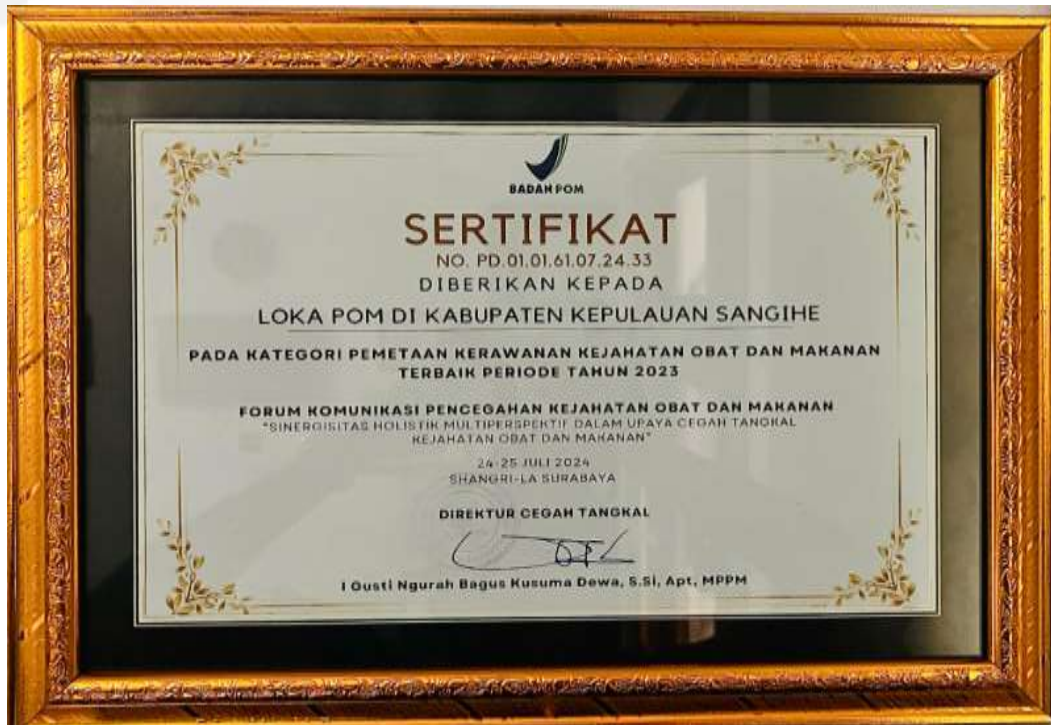 BADAN POM
SERTIFIKAT
NO. PD.01.01.61.07.24.33
DIBERIKAN KEPADA
LOKA POM DI KABUPATEN KEPULAUAN SANGIHE
PADA KATEGORI PEMETAAN KERAWANAN KEJAHATAN OBAT DAN MAKANAN
TERBAIK PERIODE TAHUN 2023
FORUM KOMUNIKASI PENCEGAHAN KEJAHATAN OBAT DAN MAKANAN
"SINERGISITAS HOLISTIK MULTIPERSPEKTIF DALAM UPAYA CEGAH TANGKAL
KEJAHATAN OBAT DAN MAKANAN"
24-25 JULI 2024
SHANGRI-LA SURABAYA
DIREKTUR CEGAH TANGKAL
I Gusti Ngurah Bagus Kusuma Dewa, S.Si, Apt, MPPM